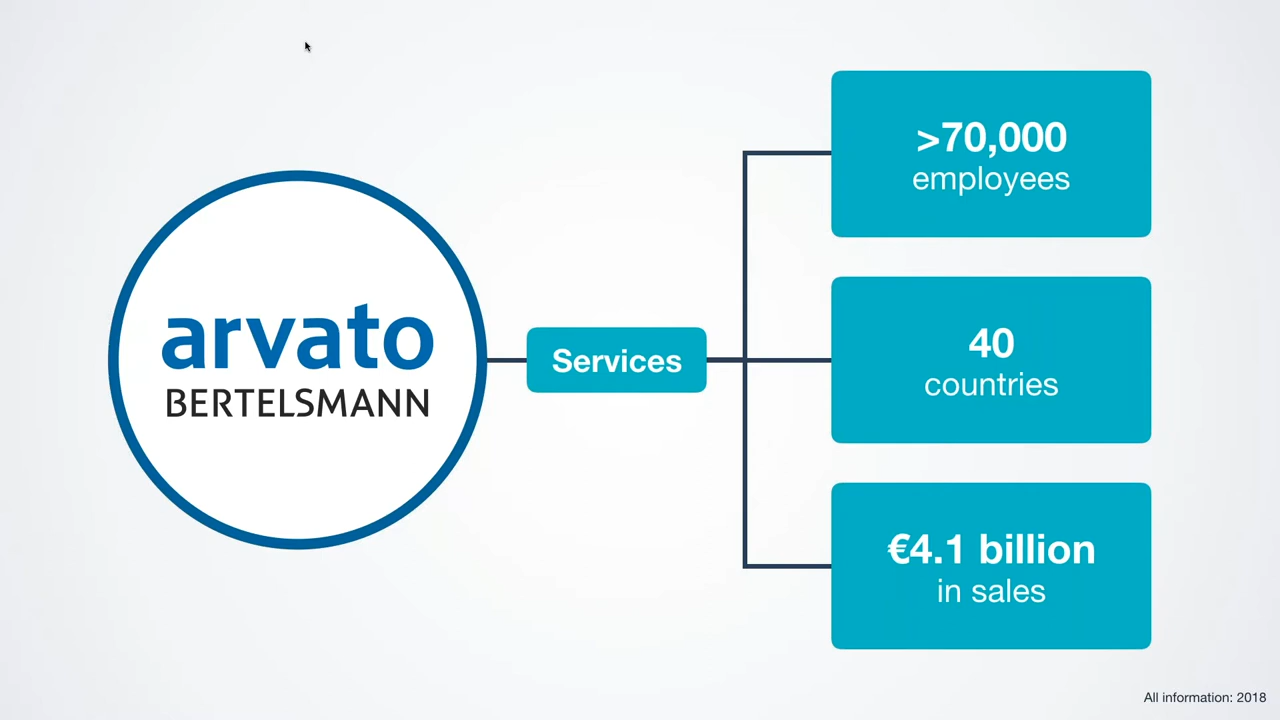 arvato
BERTELSMANN
Services
>70,000
employees
40
countries
€4.1 billion
in sales
All information: 2018